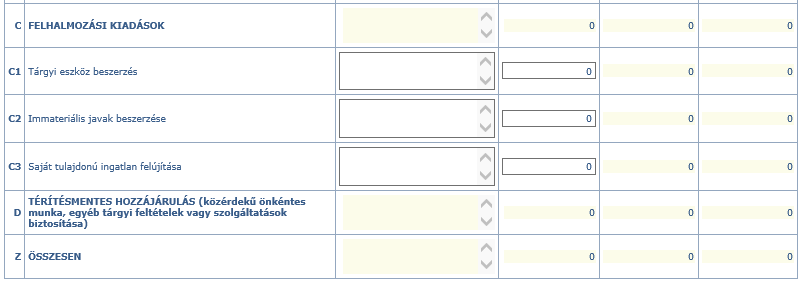 C FELHALMOZÁSI KIADÁSOK 0 0 0
C1 Tárgyi eszköz beszerzés 0 0 0
C2 Immateriális javak beszerzése 0 0 0
C3 Saját tulajdonú ingatlan felújítása 0 0 0
TÉRÍTÉSMENTES HOZZÁJÁRULÁS (közérdekű önkéntes
D munka, egyéb tárgyi feltételek vagy szolgáltatások 0 0 0
biztosítása)
Z ÖSSZESEN 0 0 0